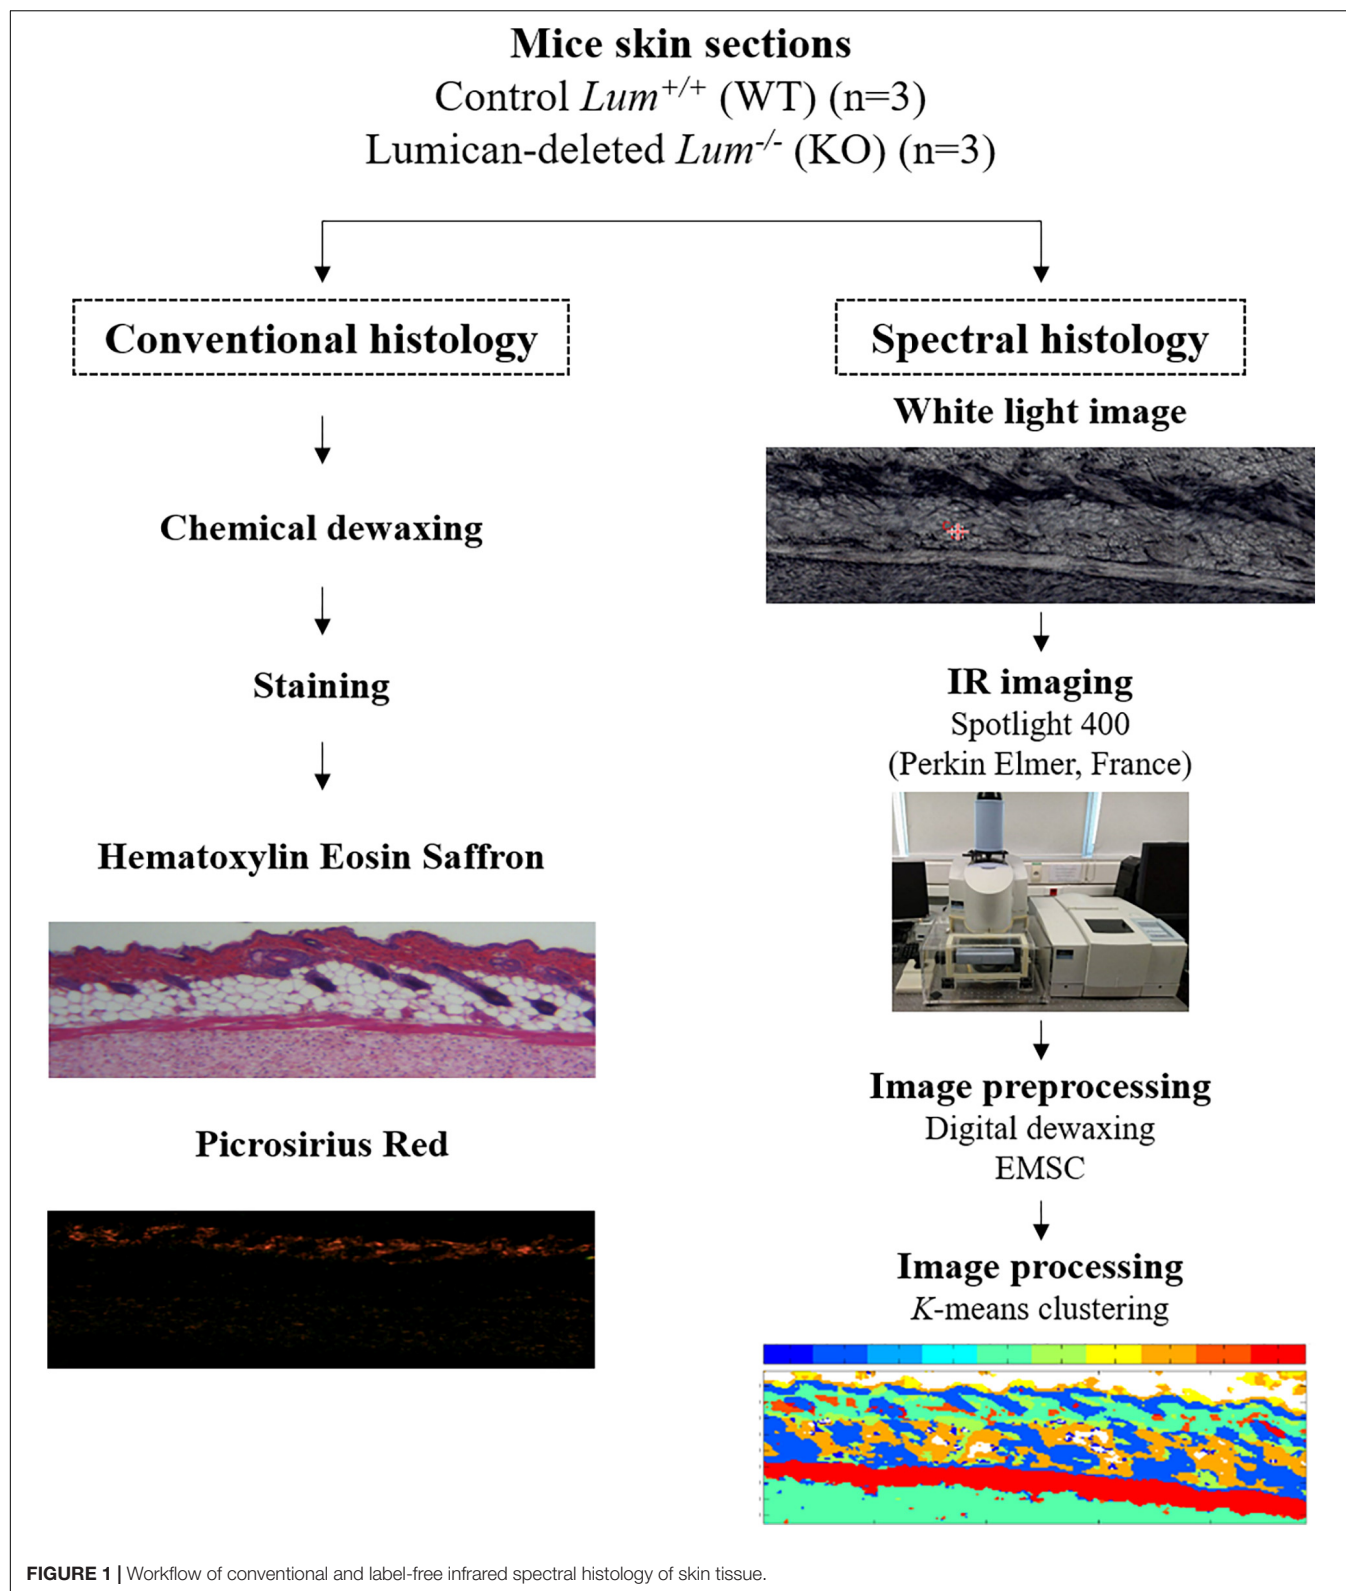 Mice skin sections
Control Lum+/+ (WT) (n=3)
Lumican-deleted Lum-/- (KO) (n=3)
Conventional histology
Chemical dewaxing
Staining
Hematoxylin Eosin Saffron
Picrosirius Red
Spectral histology
White light image
IR imaging
Spotlight 400
(Perkin Elmer, France)
Image preprocessing
Digital dewaxing
EMSC
Image processing
K-means clustering
FIGURE 1 | Workflow of conventional and label-free infrared spectral histology of skin tissue.